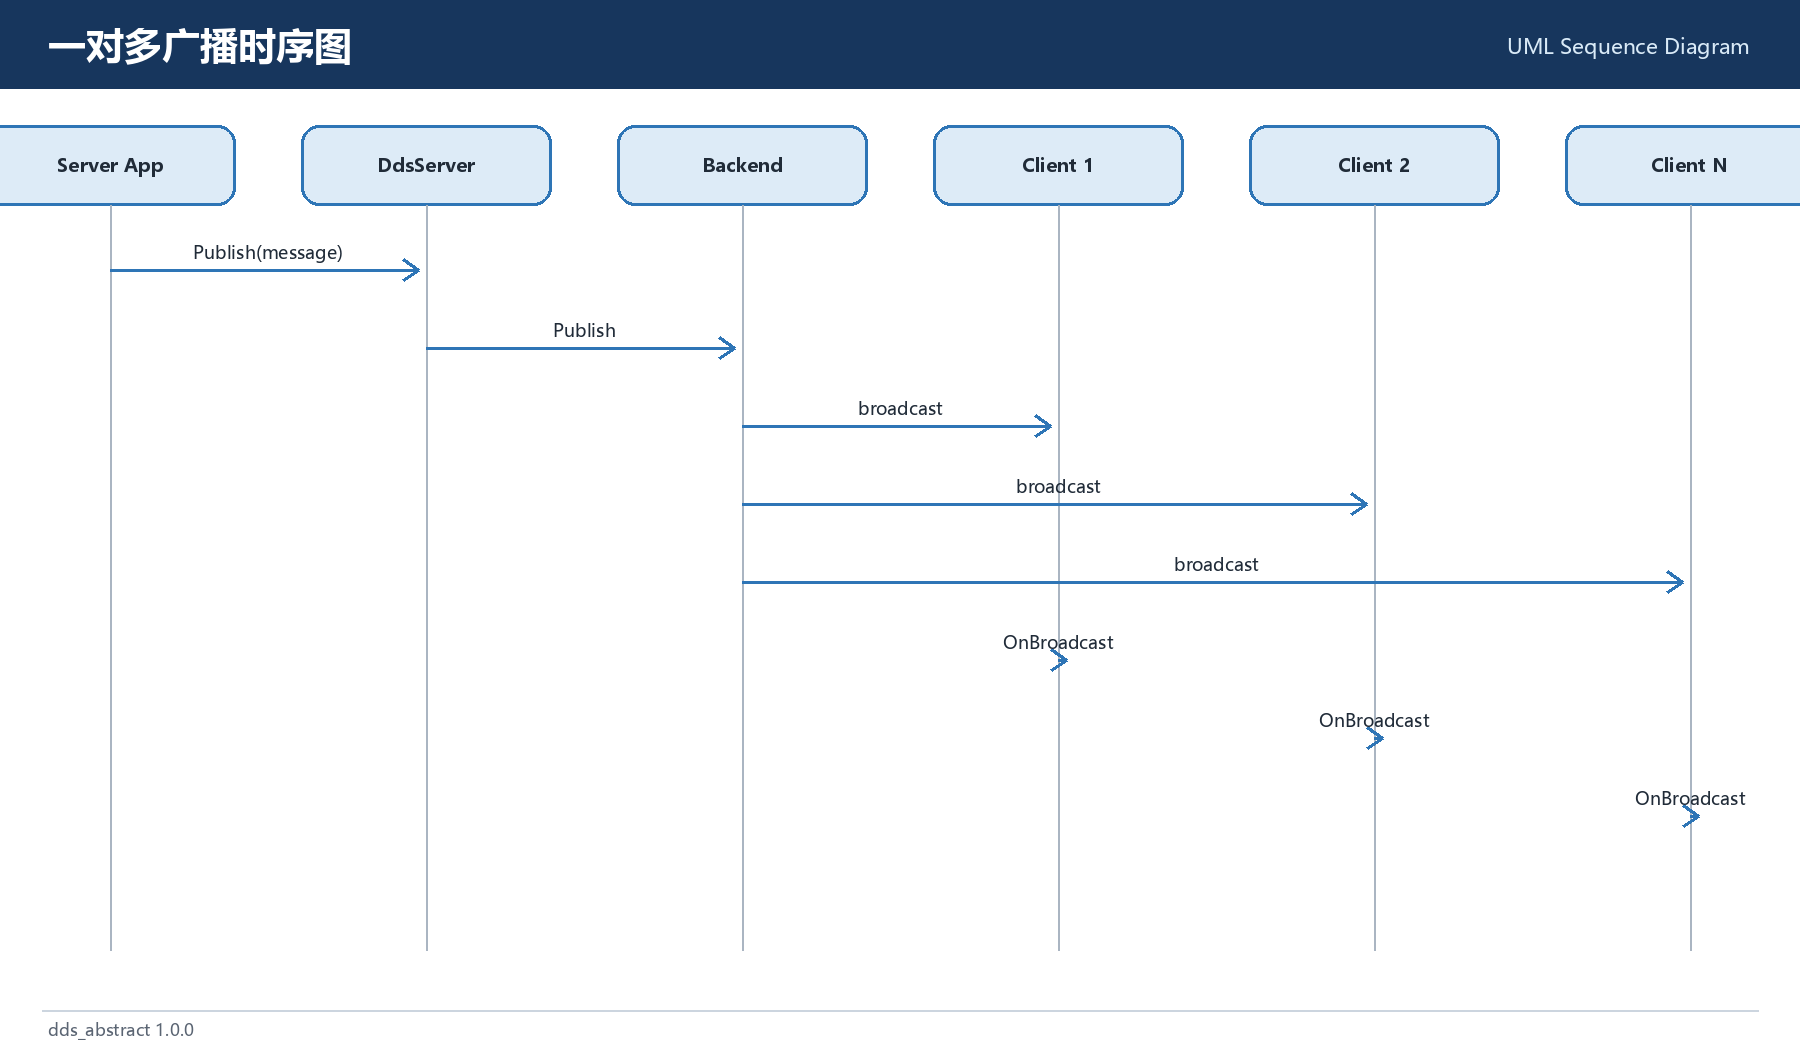 一对多广播时序图
UML Sequence Diagram
Server App
DdsServer
Backend
Client 1
Client 2
Client N
Publish(message)
Publish
broadcast
broadcast
broadcast
OnBroadcast
OnBroadcast
OnBroadcast
dds_abstract 1.0.0